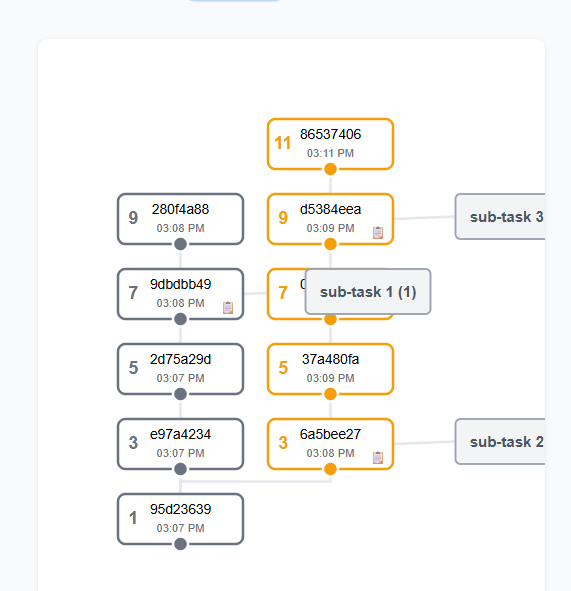 11 86537406
03:11 PM
9 280f4a88
03:08 PM
9 d5384eea
03:09 PM
sub-task 3
7 9dbdbb49
03:08 PM
7
sub-task 1 (1)
5 2d75a29d
03:07 PM
5 37a480fa
03:09 PM
3 e97a4234
03:07 PM
3 6a5bee27
03:08 PM
sub-task 2
1 95d23639
03:07 PM